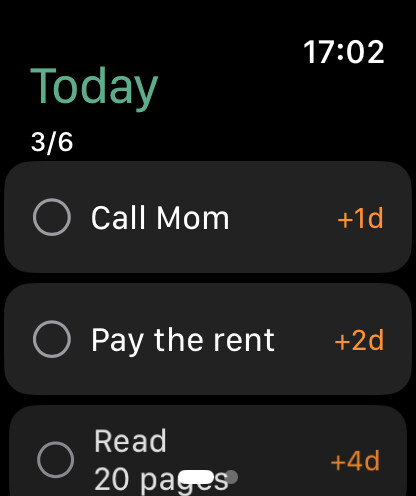 17:02
Today
3/6
Call Mom +1d
Pay the rent +2d
Read
20 pages +4d